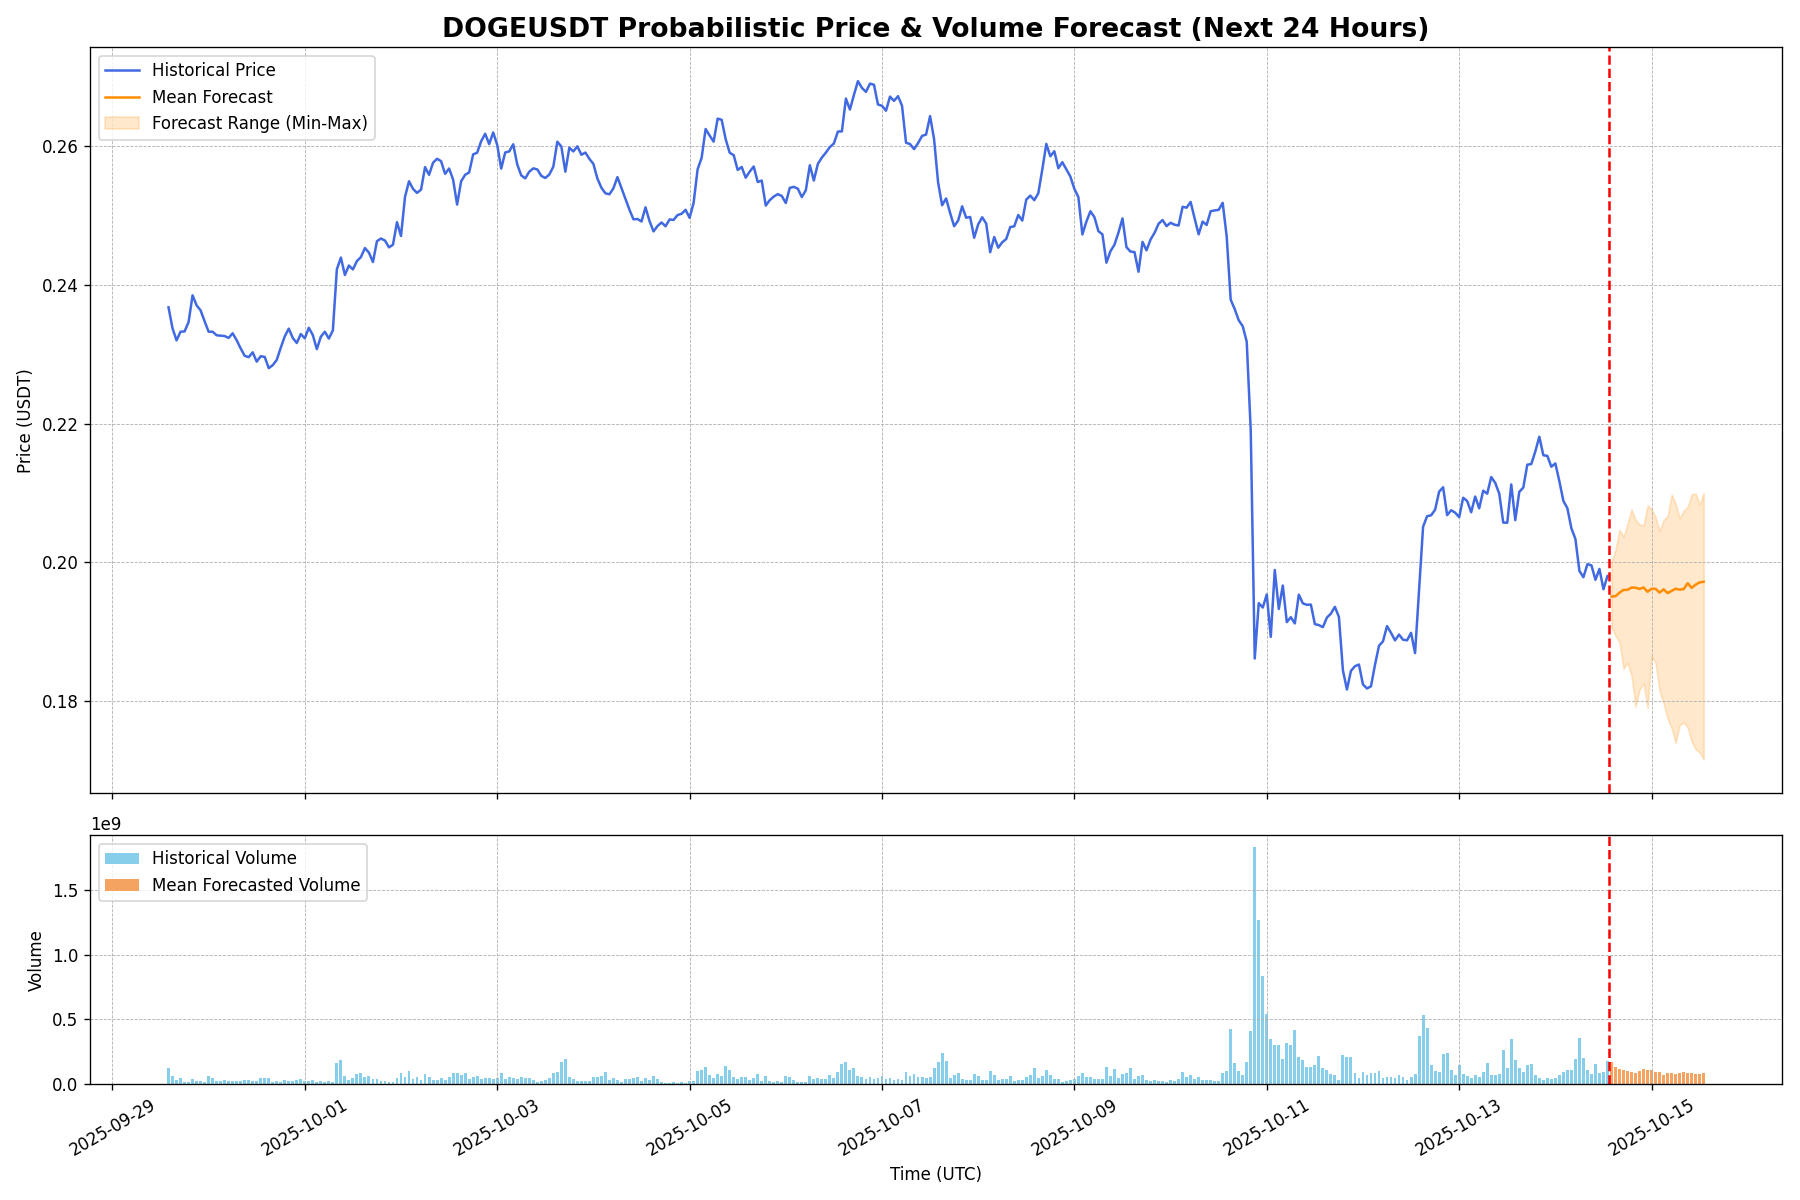 DOGEUSDT Probabilistic Price & Volume Forecast (Next 24 Hours)
Historical Price
Mean Forecast
Forecast Range (Min-Max)
0.26
0.24
0.22
0.20
0.18
Price (USDT)
1e9
Historical Volume
Mean Forecasted Volume
1.5
1.0
0.5
0.0
Volume
2025-09-29
2025-10-01
2025-10-03
2025-10-05
2025-10-07
2025-10-09
2025-10-11
2025-10-13
2025-10-15
Time (UTC)